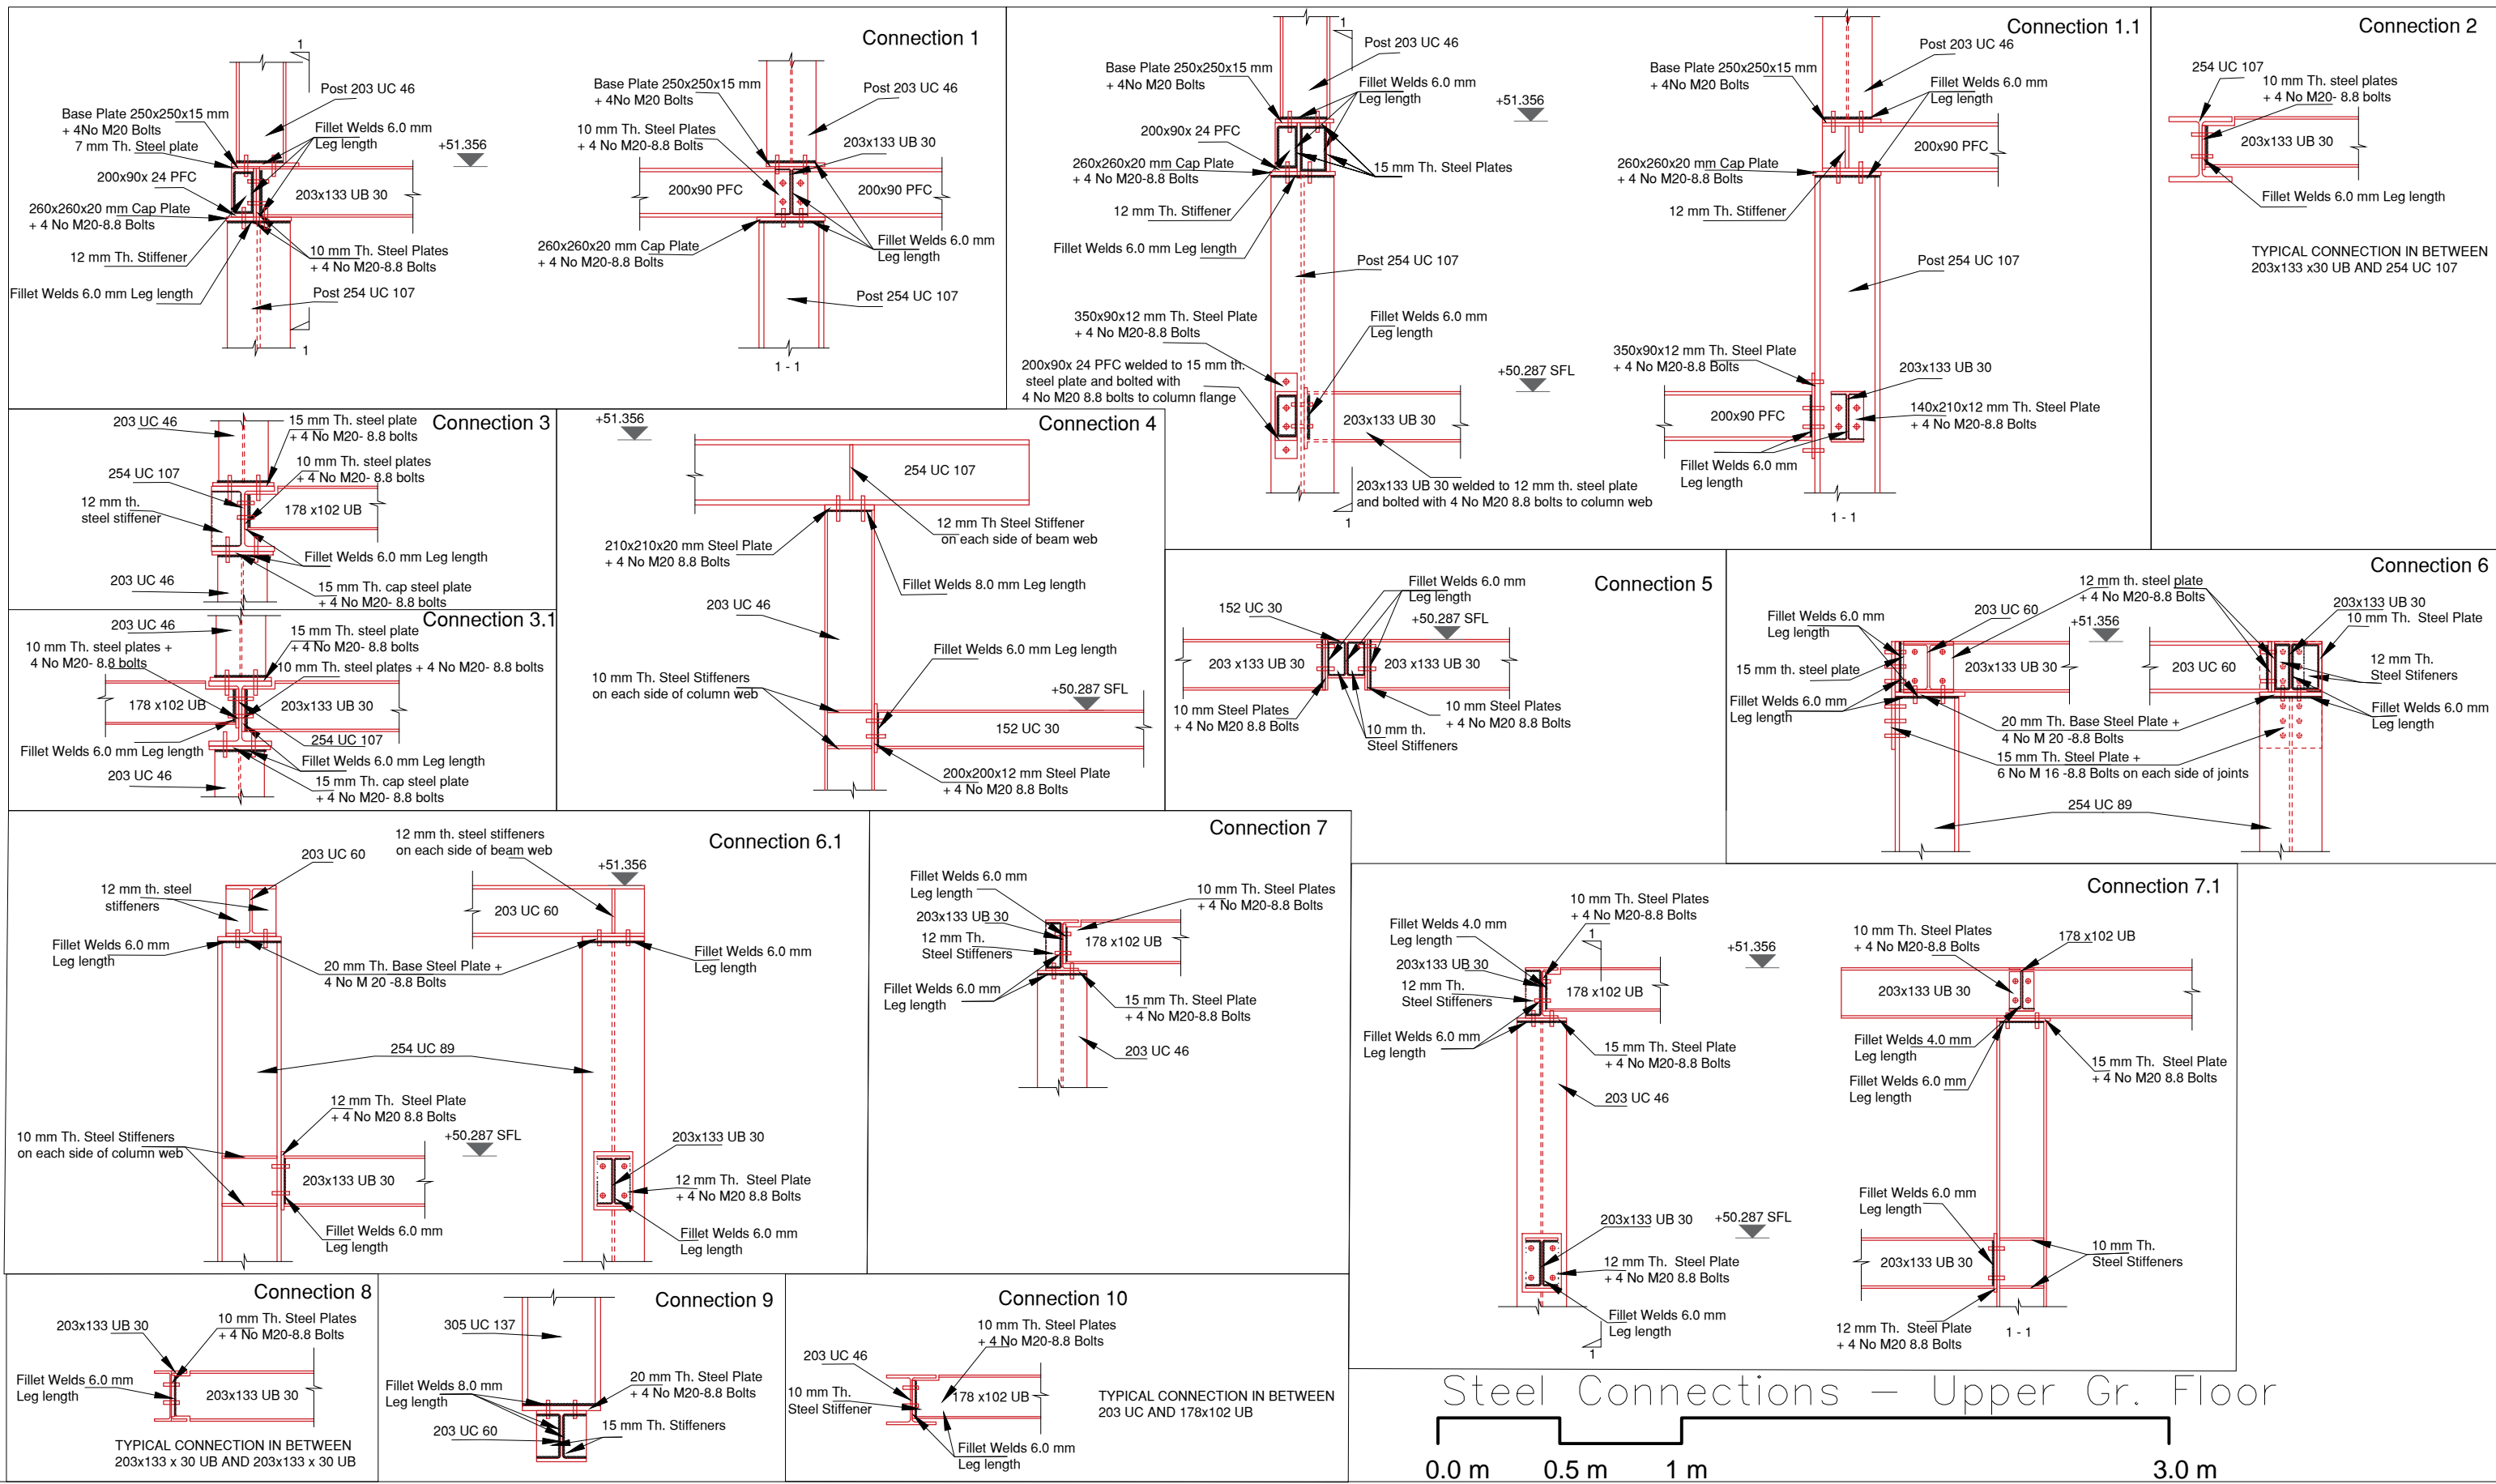 Connection 1
1
Post 203 UC 46
Base Plate 250x250x15 mm
+ 4No M20 Bolts
7 mm Th. Steel plate
Fillet Welds 6.0 mm
Leg length
+51.356
200x90x 24 PFC
203x133 UB 30
260x260x20 mm Cap Plate
+ 4 No M20-8.8 Bolts
12 mm Th. Stiffener
10 mm Th. Steel Plates
+ 4 No M20-8.8 Bolts
Fillet Welds 6.0 mm Leg length
Post 254 UC 107
1
Base Plate 250x250x15 mm
+ 4No M20 Bolts
Post 203 UC 46
10 mm Th. Steel Plates
+ 4 No M20-8.8 Bolts
203x133 UB 30
200x90 PFC
200x90 PFC
260x260x20 mm Cap Plate
+ 4 No M20-8.8 Bolts
Fillet Welds 6.0 mm
Leg length
Post 254 UC 107
1 - 1
Connection 1.1
1
Post 203 UC 46
Base Plate 250x250x15 mm
+ 4No M20 Bolts
Fillet Welds 6.0 mm
Leg length
+51.356
200x90x 24 PFC
260x260x20 mm Cap Plate
+ 4 No M20-8.8 Bolts
15 mm Th. Steel Plates
12 mm Th. Stiffener
Fillet Welds 6.0 mm Leg length
Post 254 UC 107
350x90x12 mm Th. Steel Plate
+ 4 No M20-8.8 Bolts
Fillet Welds 6.0 mm
Leg length
200x90x 24 PFC welded to 15 mm th.
steel plate and bolted with
4 No M20 8.8 bolts to column flange
+50.287 SFL
203x133 UB 30
203x133 UB 30 welded to 12 mm th. steel plate
and bolted with 4 No M20 8.8 bolts to column web
1
Post 203 UC 46
Base Plate 250x250x15 mm
+ 4No M20 Bolts
Fillet Welds 6.0 mm
Leg length
200x90 PFC
260x260x20 mm Cap Plate
+ 4 No M20-8.8 Bolts
12 mm Th. Stiffener
Post 254 UC 107
350x90x12 mm Th. Steel Plate
+ 4 No M20-8.8 Bolts
203x133 UB 30
200x90 PFC
140x210x12 mm Th. Steel Plate
+ 4 No M20-8.8 Bolts
Fillet Welds 6.0 mm
Leg length
1 - 1
Connection 2
254 UC 107
10 mm Th. steel plates
+ 4 No M20- 8.8 bolts
203x133 UB 30
Fillet Welds 6.0 mm Leg length
TYPICAL CONNECTION IN BETWEEN
203x133 x30 UB AND 254 UC 107
Connection 3
203 UC 46
15 mm Th. steel plate
+ 4 No M20- 8.8 bolts
254 UC 107
10 mm Th. steel plates
+ 4 No M20- 8.8 bolts
12 mm th.
steel stiffener
178 x102 UB
Fillet Welds 6.0 mm Leg length
203 UC 46
15 mm Th. cap steel plate
+ 4 No M20- 8.8 bolts
Connection 3.1
203 UC 46
15 mm Th. steel plate
+ 4 No M20- 8.8 bolts
10 mm Th. steel plates +
4 No M20- 8.8 bolts
10 mm Th. steel plates + 4 No M20- 8.8 bolts
178 x102 UB
203x133 UB 30
254 UC 107
Fillet Welds 6.0 mm Leg length
Fillet Welds 6.0 mm Leg length
203 UC 46
15 mm Th. cap steel plate
+ 4 No M20- 8.8 bolts
Connection 4
+51.356
254 UC 107
12 mm Th Steel Stiffener
on each side of beam web
210x210x20 mm Steel Plate
+ 4 No M20 8.8 Bolts
Fillet Welds 8.0 mm Leg length
203 UC 46
Fillet Welds 6.0 mm Leg length
10 mm Th. Steel Stiffeners
on each side of column web
+50.287 SFL
152 UC 30
200x200x12 mm Steel Plate
+ 4 No M20 8.8 Bolts
Connection 5
Fillet Welds 6.0 mm
Leg length
152 UC 30
+50.287 SFL
203 x133 UB 30
203 x133 UB 30
10 mm Steel Plates
+ 4 No M20 8.8 Bolts
10 mm Steel Plates
+ 4 No M20 8.8 Bolts
10 mm th.
Steel Stiffeners
Connection 6
12 mm th. steel plate
+ 4 No M20-8.8 Bolts
Fillet Welds 6.0 mm
Leg length
203 UC 60
+51.356
203x133 UB 30
10 mm Th. Steel Plate
15 mm th. steel plate
203x133 UB 30
203 UC 60
12 mm Th.
Steel Stifeners
Fillet Welds 6.0 mm
Leg length
Fillet Welds 6.0 mm
Leg length
20 mm Th. Base Steel Plate +
4 No M 20 -8.8 Bolts
15 mm Th. Steel Plate +
6 No M 16 -8.8 Bolts on each side of joints
254 UC 89
Connection 6.1
12 mm th. steel stiffeners
on each side of beam web
203 UC 60
+51.356
12 mm th. steel
stiffeners
203 UC 60
Fillet Welds 6.0 mm
Leg length
20 mm Th. Base Steel Plate +
4 No M 20 -8.8 Bolts
Fillet Welds 6.0 mm
Leg length
254 UC 89
12 mm Th. Steel Plate
+ 4 No M20 8.8 Bolts
10 mm Th. Steel Stiffeners
on each side of column web
+50.287 SFL
203x133 UB 30
203x133 UB 30
12 mm Th. Steel Plate
+ 4 No M20 8.8 Bolts
Fillet Welds 6.0 mm
Leg length
Fillet Welds 6.0 mm
Leg length
Connection 7
Fillet Welds 6.0 mm
Leg length
10 mm Th. Steel Plates
+ 4 No M20-8.8 Bolts
203x133 UB 30
12 mm Th.
Steel Stiffeners
178 x102 UB
Fillet Welds 6.0 mm
Leg length
15 mm Th. Steel Plate
+ 4 No M20-8.8 Bolts
203 UC 46
Connection 7.1
10 mm Th. Steel Plates
+ 4 No M20-8.8 Bolts
Fillet Welds 4.0 mm
Leg length
1
+51.356
203x133 UB 30
12 mm Th.
Steel Stiffeners
178 x102 UB
Fillet Welds 6.0 mm
Leg length
15 mm Th. Steel Plate
+ 4 No M20-8.8 Bolts
203 UC 46
203x133 UB 30
+50.287 SFL
12 mm Th. Steel Plate
+ 4 No M20 8.8 Bolts
Fillet Welds 6.0 mm
Leg length
1
10 mm Th. Steel Plates
+ 4 No M20-8.8 Bolts
178 x102 UB
203x133 UB 30
Fillet Welds 4.0 mm
Leg length
15 mm Th. Steel Plate
+ 4 No M20 8.8 Bolts
Fillet Welds 6.0 mm
Leg length
Fillet Welds 6.0 mm
Leg length
203x133 UB 30
10 mm Th.
Steel Stiffeners
12 mm Th. Steel Plate
+ 4 No M20 8.8 Bolts
1 - 1
Connection 8
10 mm Th. Steel Plates
+ 4 No M20-8.8 Bolts
203x133 UB 30
Fillet Welds 6.0 mm
Leg length
203x133 UB 30
TYPICAL CONNECTION IN BETWEEN
203x133 x 30 UB AND 203x133 x 30 UB
Connection 9
305 UC 137
20 mm Th. Steel Plate
+ 4 No M20-8.8 Bolts
Fillet Welds 8.0 mm
Leg length
15 mm Th. Stiffeners
203 UC 60
Connection 10
10 mm Th. Steel Plates
+ 4 No M20-8.8 Bolts
203 UC 46
10 mm Th.
Steel Stiffener
178 x102 UB
Fillet Welds 6.0 mm
Leg length
TYPICAL CONNECTION IN BETWEEN
203 UC AND 178x102 UB
Steel Connections – Upper Gr. Floor
0.0 m
0.5 m
1 m
3.0 m